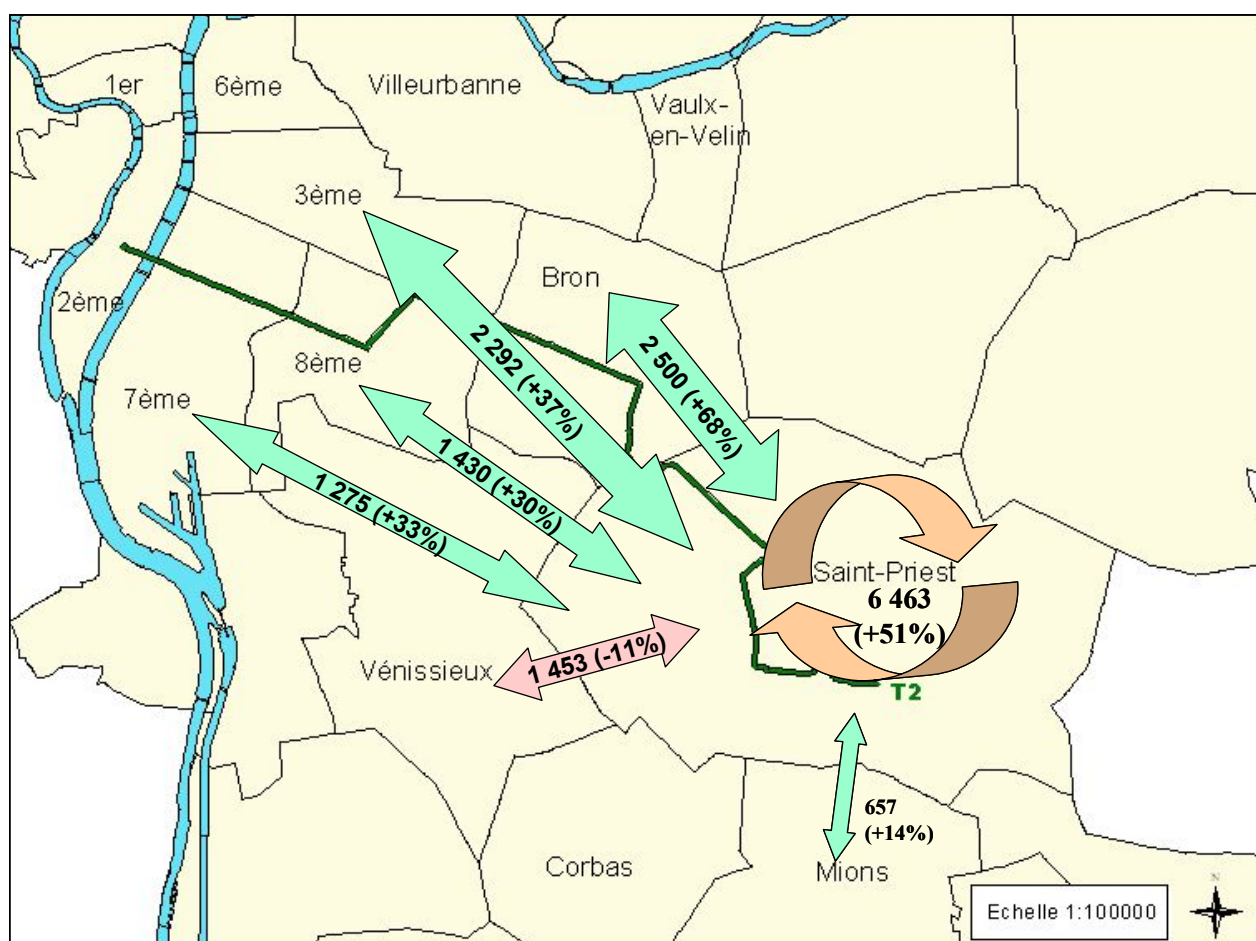 1er
6ème
Villeurbanne
Vaulx-
en-Velin
3ème
Bron
2ème
8ème
7ème
2 292 (+37%)
2 500 (+68%)
1 430 (+30%)
1 275 (+33%)
Saint-Priest
6 463
(+51%)
1 453 (-11%)
Vénissieux
T2
657
(+14%)
Corbas
Mions
Echelle 1:100000
N